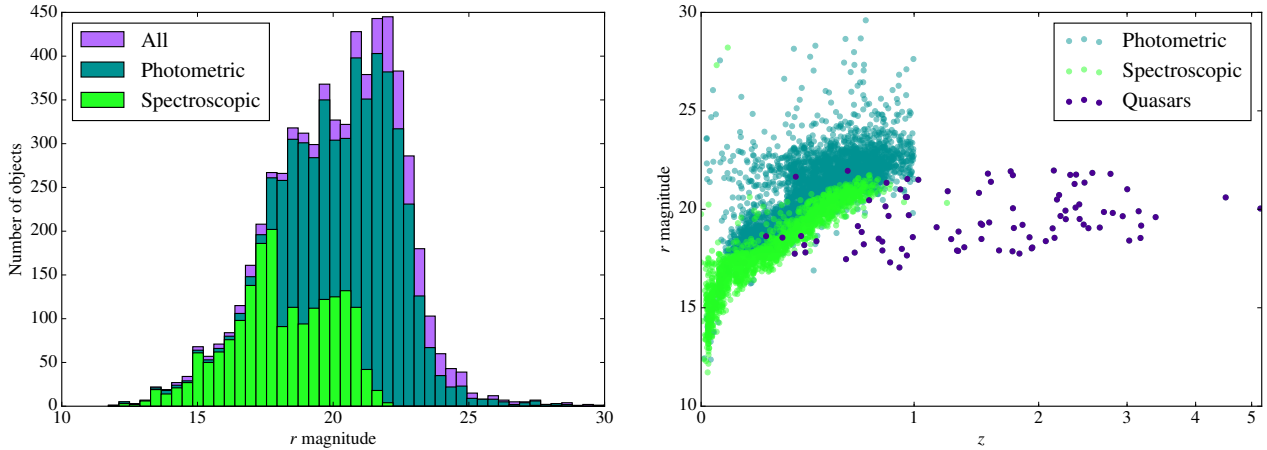 450
400
350
300
250
200
150
100
50
0
Number of objects
All
Photometric
Spectroscopic
10
15
20
25
30
r magnitude
30
25
20
15
10
r magnitude
Photometric
Spectroscopic
Quasars
0
1
2
3
4
5
z